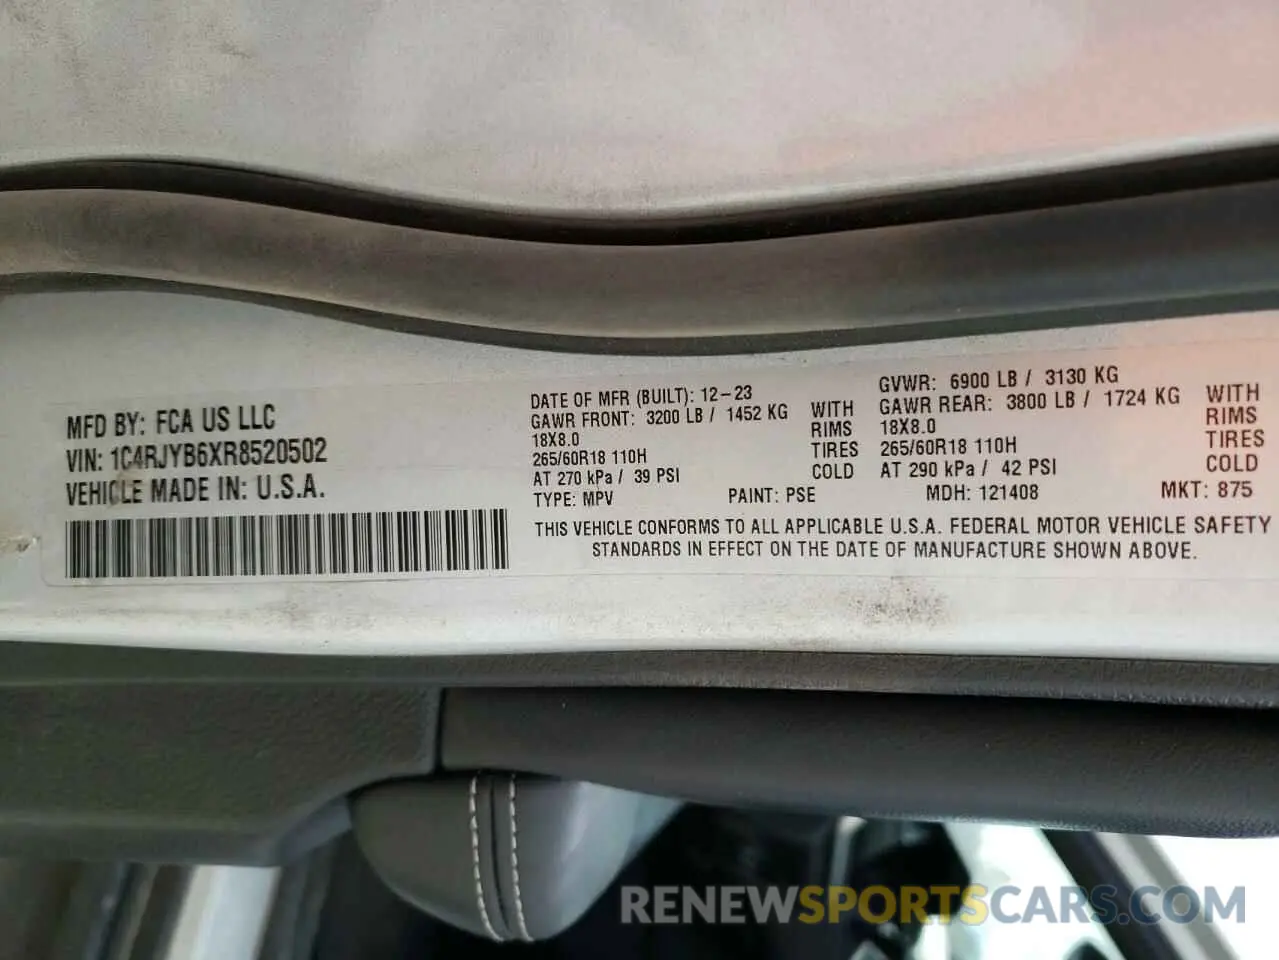 MFD BY: FCA US LLC
VIN: 1C4RJYB6XR8520502
VEHICLE MADE IN: U.S.A.
DATE OF MFR (BUILT): 12-23
GAWR FRONT: 3200 LB / 1452 KG WITH
18X8.0 RIMS
265/60R18 110H TIRES
AT 270 kPa / 39 PSI COLD
GVWR: 6900 LB / 3130 KG
GAWR REAR: 3800 LB / 1724 KG WITH
18X8.0 RIMS
265/60R18 110H TIRES
AT 290 kPa / 42 PSI COLD
TYPE: MPV PAINT: PSE MDH: 121408 MKT: 875
THIS VEHICLE CONFORMS TO ALL APPLICABLE U.S.A. FEDERAL MOTOR VEHICLE SAFETY
STANDARDS IN EFFECT ON THE DATE OF MANUFACTURE SHOWN ABOVE.
RENEWSPORTSCARS.COM